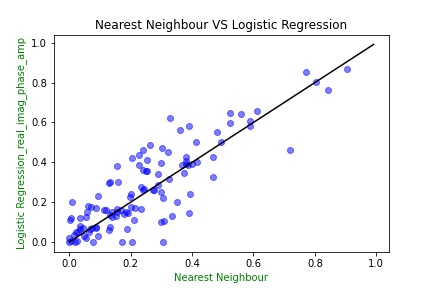 Nearest Neighbour VS Logistic Regression
Logistic Regression_real_imag_phase_amp
1.0
0.8
0.6
0.4
0.2
0.0
0.0 0.2 0.4 0.6 0.8 1.0
Nearest Neighbour